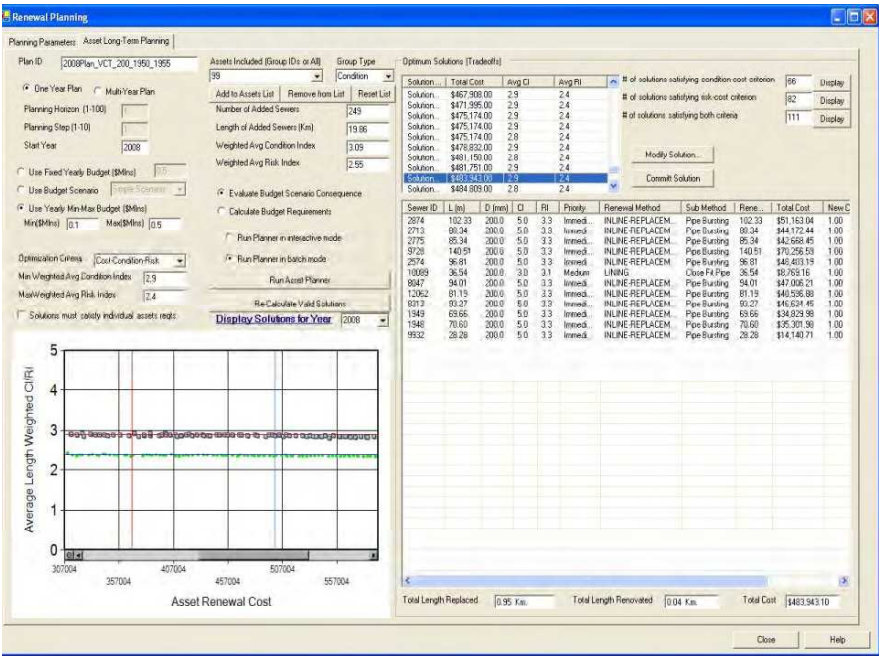 Renewal Planning
Planning Parameters Asset Long-Term Planning
Plan ID 2008Plan_VCT_200_1950_1955
One Year Plan Multi-Year Plan
Planning Horizon (1-100)
Planning Step (1-10)
Start Year 2008
Use Fixed Yearly Budget ($Mlns) 0.5
Use Budget Scenario Simple Scenario
Use Yearly Min-Max Budget ($Mlns)
Min($Mlns) 0.1 Max($Mlns) 0.5
Optimization Criteria Cost-Condition-Risk
Min Weighted Avg Condition Index 2.9
MaxWeighted Avg Risk Index 2.4
Solutions must satisfy individual assets reqts
Assets Included (Group IDs or All) Group Type
99 Condition
Add to Assets List Remove from List Reset List
Number of Added Sewers 249
Length of Added Sewers (Km) 19.86
Weighted Avg Condition Index 3.09
Weighted Avg Risk Index 2.55
Evaluate Budget Scenario Consequence
Calculate Budget Requirements
Run Planner in interactive mode
Run Planner in batch mode
Run Asset Planner
Re-Calculate Valid Solutions
Display Solutions for Year 2008
Optimum Solutions (Tradeoffs)
Solution... Total Cost Avg CI Avg RI
Solution... $467,908.00 2.9 2.4
Solution... $471,995.00 2.9 2.4
Solution... $475,174.00 2.9 2.4
Solution... $475,174.00 2.9 2.4
Solution... $475,174.00 2.8 2.4
Solution... $478,832.00 2.9 2.4
Solution... $481,150.00 2.8 2.4
Solution... $481,751.00 2.9 2.4
Solution... $483,943.00 2.9 2.4
Solution... $484,809.00 2.8 2.4
# of solutions satisfying condition cost criterion 66 Display
# of solutions satisfying risk-cost criterion 82 Display
# of solutions satisfying both criteria 111 Display
Modify Solution...
Commit Solution
Sewer ID L (m) D (mm) CI RI Priority Renewal Method Sub Method Rene... Total Cost New C
2874 102.33 200.0 5.0 3.3 Immedi... INLINE-REPLACEM... Pipe Bursting 102.33 $51,163.04 1.00
2713 88.34 200.0 5.0 3.3 Immedi... INLINE-REPLACEM... Pipe Bursting 88.34 $44,172.44 1.00
2775 85.34 200.0 5.0 3.3 Immedi... INLINE-REPLACEM... Pipe Bursting 85.34 $42,668.45 1.00
9728 140.51 200.0 5.0 3.3 Immedi... INLINE-REPLACEM... Pipe Bursting 140.51 $70,256.53 1.00
2574 96.81 200.0 5.0 3.3 Immedi... INLINE-REPLACEM... Pipe Bursting 96.81 $48,403.19 1.00
10089 36.54 200.0 3.0 3.1 Medium LINING Close Fit Pipe 36.54 $8,769.16 1.00
8047 94.01 200.0 5.0 3.3 Immedi... INLINE-REPLACEM... Pipe Bursting 94.01 $47,006.21 1.00
12062 81.19 200.0 5.0 3.3 Immedi... INLINE-REPLACEM... Pipe Bursting 81.19 $40,596.88 1.00
8313 93.27 200.0 5.0 3.3 Immedi... INLINE-REPLACEM... Pipe Bursting 93.27 $46,634.45 1.00
1949 69.66 200.0 5.0 3.3 Immedi... INLINE-REPLACEM... Pipe Bursting 69.66 $34,829.98 1.00
1948 70.60 200.0 5.0 3.3 Immedi... INLINE-REPLACEM... Pipe Bursting 70.60 $35,301.98 1.00
9932 28.28 200.0 5.0 3.3 Immedi... INLINE-REPLACEM... Pipe Bursting 28.28 $14,140.71 1.00
Total Length Replaced 0.95 Km. Total Length Renovated 0.04 Km. Total Cost $483,943.10
Average Length Weighted CI/RI
5
4
3
2
1
0
307004 407004 507004
357004 457004 557004
Asset Renewal Cost
Close Help